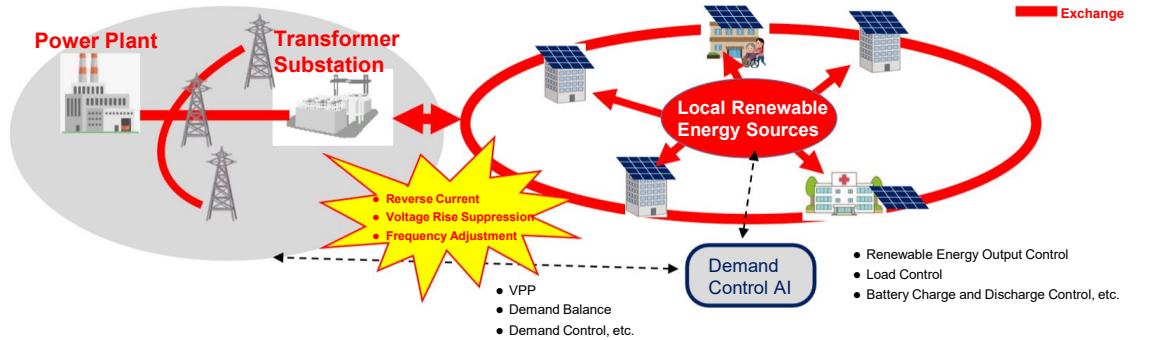 Exchange
Power Plant
Transformer
Substation
Local Renewable
Energy Sources
● Reverse Current
● Voltage Rise Suppression
● Frequency Adjustment
● VPP
● Demand Balance
● Demand Control, etc.
Demand
Control AI
● Renewable Energy Output Control
● Load Control
● Battery Charge and Discharge Control, etc.